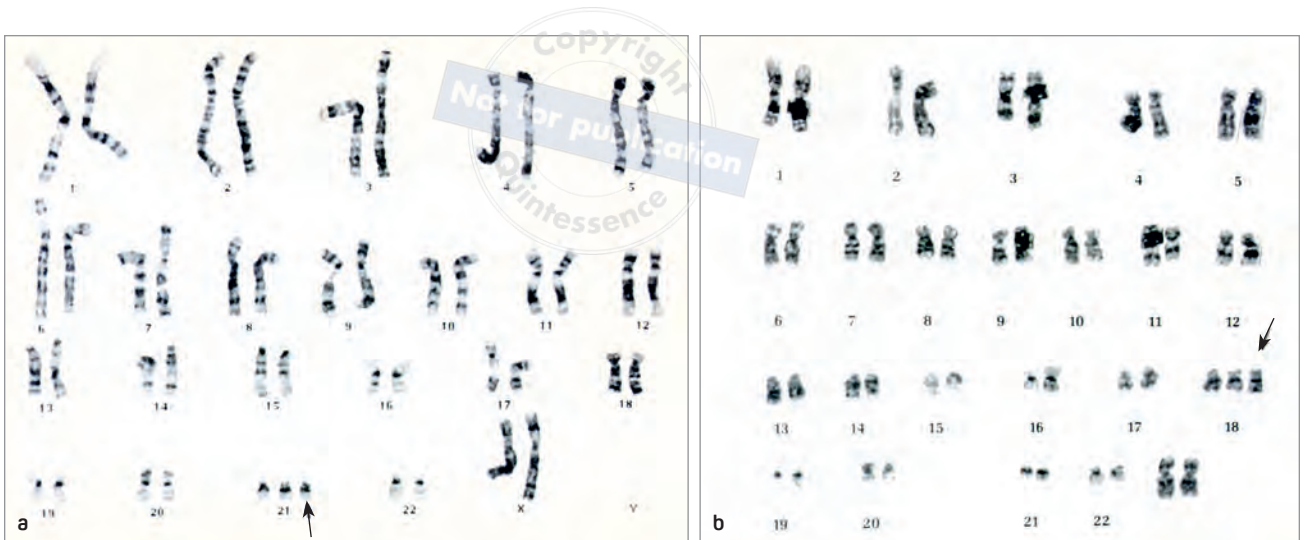 Copyright
Not for publication
Quintessence
1 2 3 4 5
6 7 8 9 10 11 12
13 14 15 16 17 18
19 20 21 22 X Y
a
1 2 3 4 5
6 7 8 9 10 11 12
13 14 15 16 17 18
19 20 21 22
b